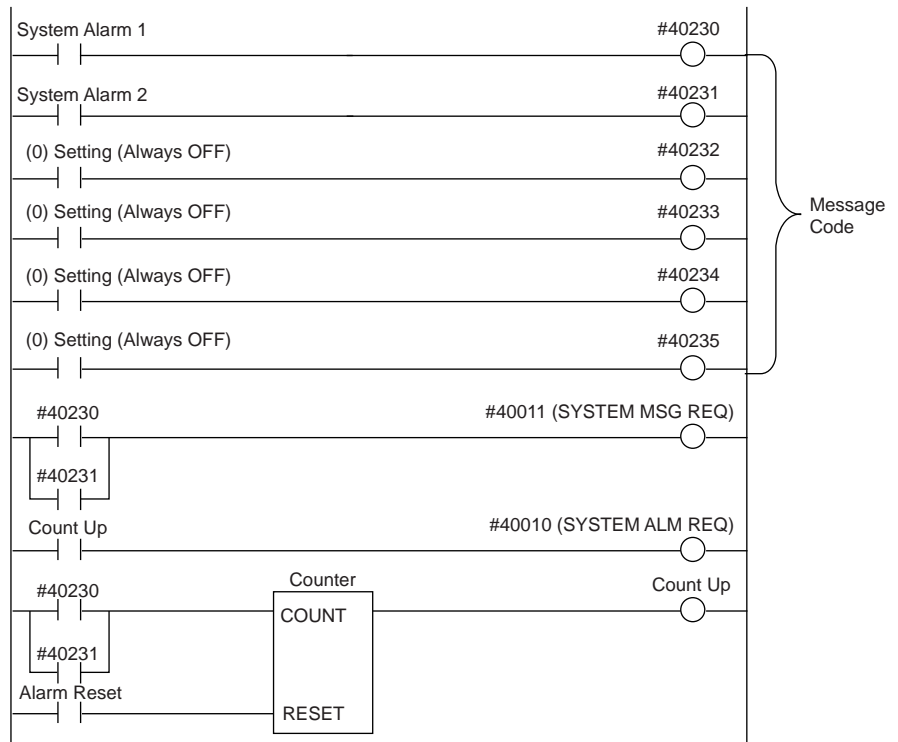 System Alarm 1
#40230
System Alarm 2
#40231
(0) Setting (Always OFF)
#40232
(0) Setting (Always OFF)
#40233
(0) Setting (Always OFF)
#40234
(0) Setting (Always OFF)
#40235
Message
Code
#40230
#40011 (SYSTEM MSG REQ)
#40231
Count Up
#40010 (SYSTEM ALM REQ)
#40230
Counter
Count Up
COUNT
#40231
Alarm Reset
RESET